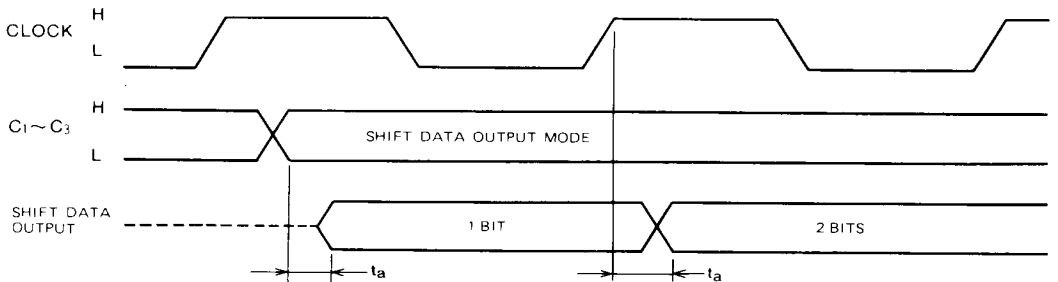 H
CLOCK
L
H
C₁~C₃
SHIFT DATA OUTPUT MODE
L
SHIFT DATA
OUTPUT
1 BIT
2 BITS
ta
ta